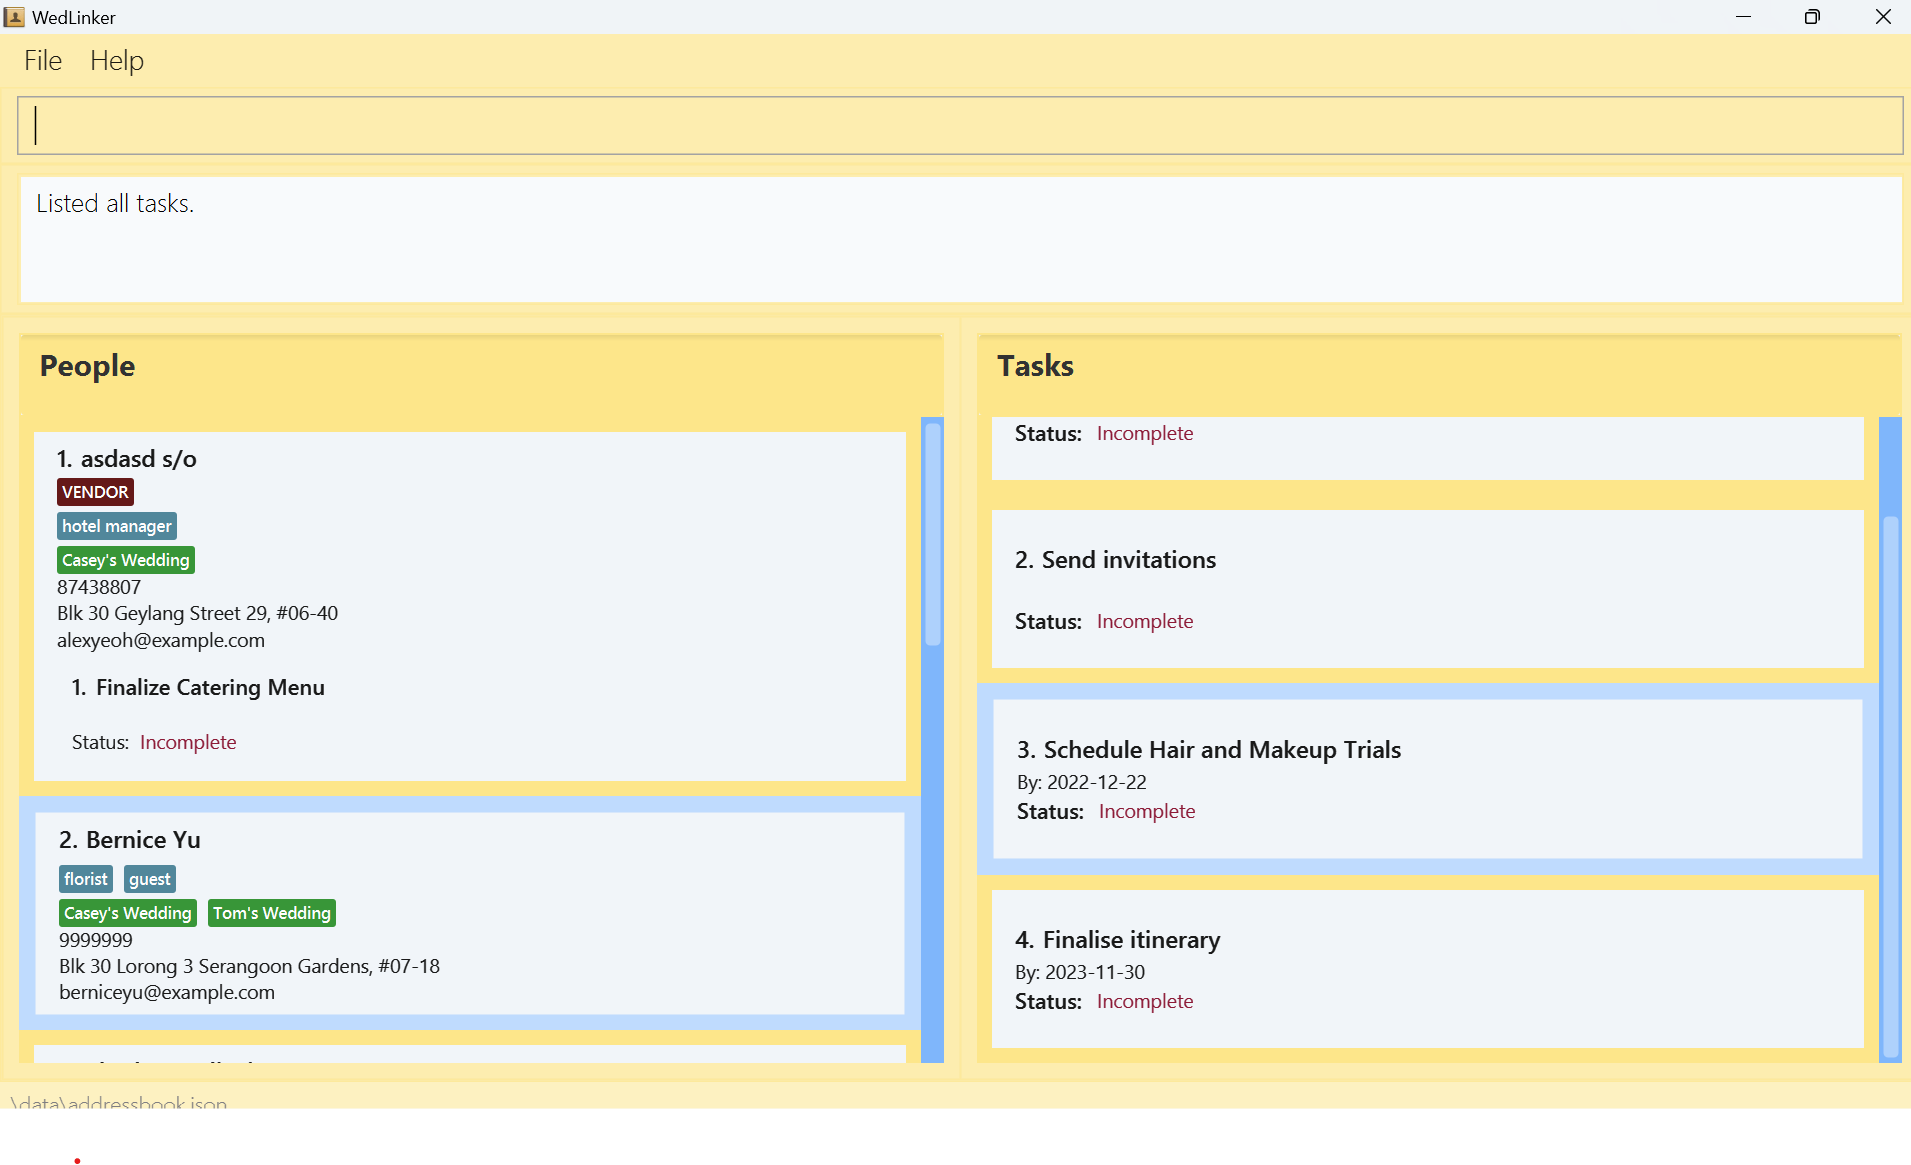 WedLinker
File Help
Listed all tasks.
People
1. asdasd s/o
VENDOR
hotel manager
Casey's Wedding
87438807
Blk 30 Geylang Street 29, #06-40
alexyeoh@example.com
1. Finalize Catering Menu
Status: Incomplete
2. Bernice Yu
florist guest
Casey's Wedding Tom's Wedding
9999999
Blk 30 Lorong 3 Serangoon Gardens, #07-18
berniceyu@example.com
Tasks
Status: Incomplete
2. Send invitations
Status: Incomplete
3. Schedule Hair and Makeup Trials
By: 2022-12-22
Status: Incomplete
4. Finalise itinerary
By: 2023-11-30
Status: Incomplete
\data\addressbook.json